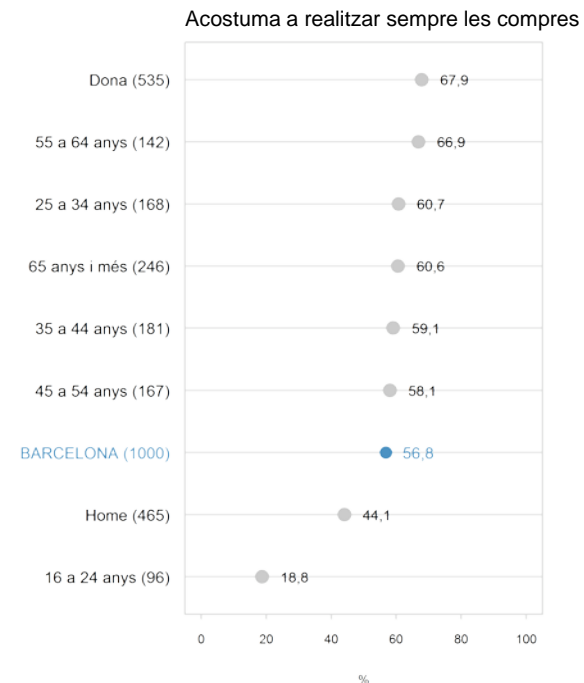 Acostuma a realitzar sempre les compres
Dona (535) 67,9
55 a 64 anys (142) 66,9
25 a 34 anys (168) 60,7
65 anys i més (246) 60,6
35 a 44 anys (181) 59,1
45 a 54 anys (167) 58,1
BARCELONA (1000) 56,8
Home (465) 44,1
16 a 24 anys (96) 18,8
0 20 40 60 80 100
%